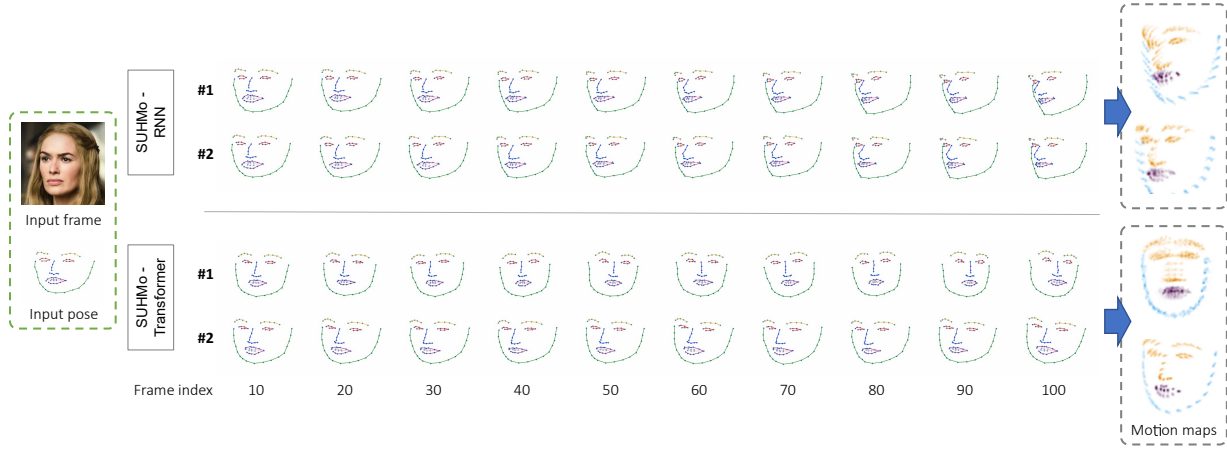 SUHMo -
RNN
#1
#2
Input frame
Input pose
SUHMo -
Transformer
#1
#2
Frame index 10 20 30 40 50 60 70 80 90 100
Motion maps